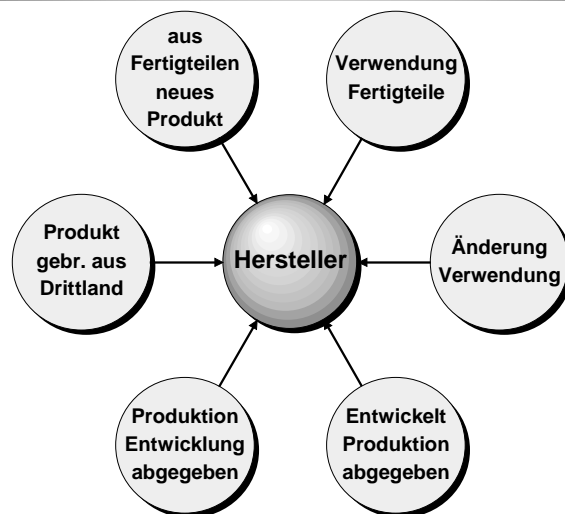 aus
Fertigteilen
neues
Produkt
Verwendung
Fertigteile
Produkt
gebr. aus
Drittland
Hersteller
Änderung
Verwendung
Produktion
Entwicklung
abgegeben
Entwickelt
Produktion
abgegeben